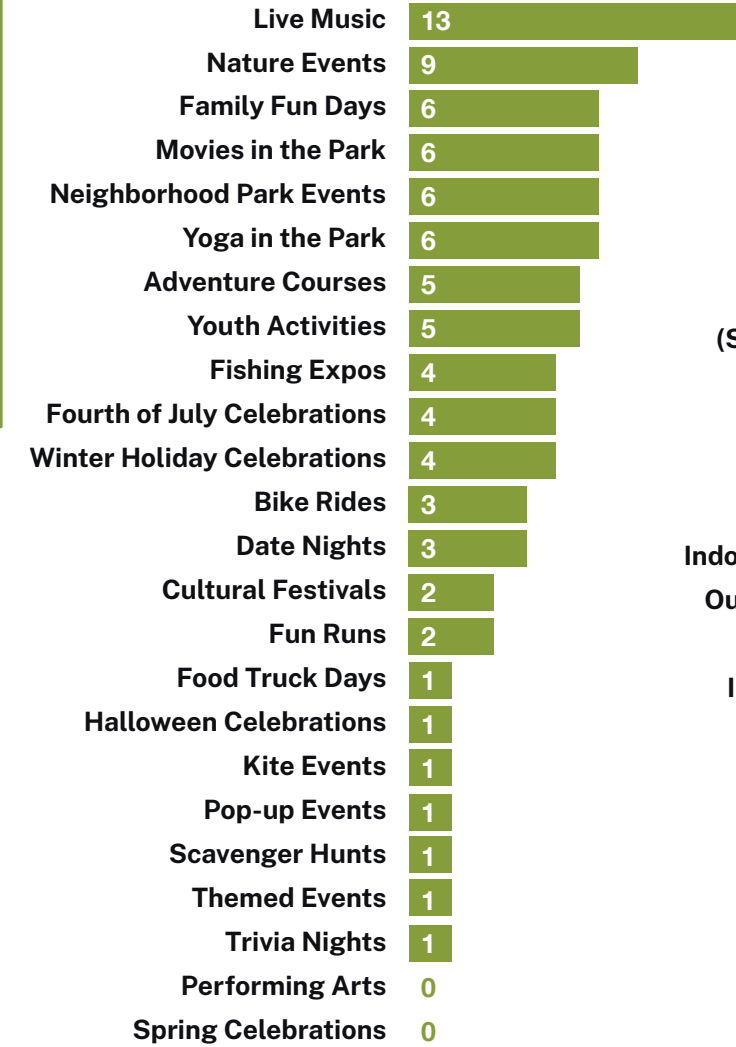 Live Music 13
Nature Events 9
Family Fun Days 6
Movies in the Park 6
Neighborhood Park Events 6
Yoga in the Park 6
Adventure Courses 5
Youth Activities 5
Fishing Expos 4
Fourth of July Celebrations 4
Winter Holiday Celebrations 4
Bike Rides 3
Date Nights 3
Cultural Festivals 2
Fun Runs 2
Food Truck Days 1
Halloween Celebrations 1
Kite Events 1
Pop-up Events 1
Scavenger Hunts 1
Themed Events 1
Trivia Nights 1
Performing Arts 0
Spring Celebrations 0